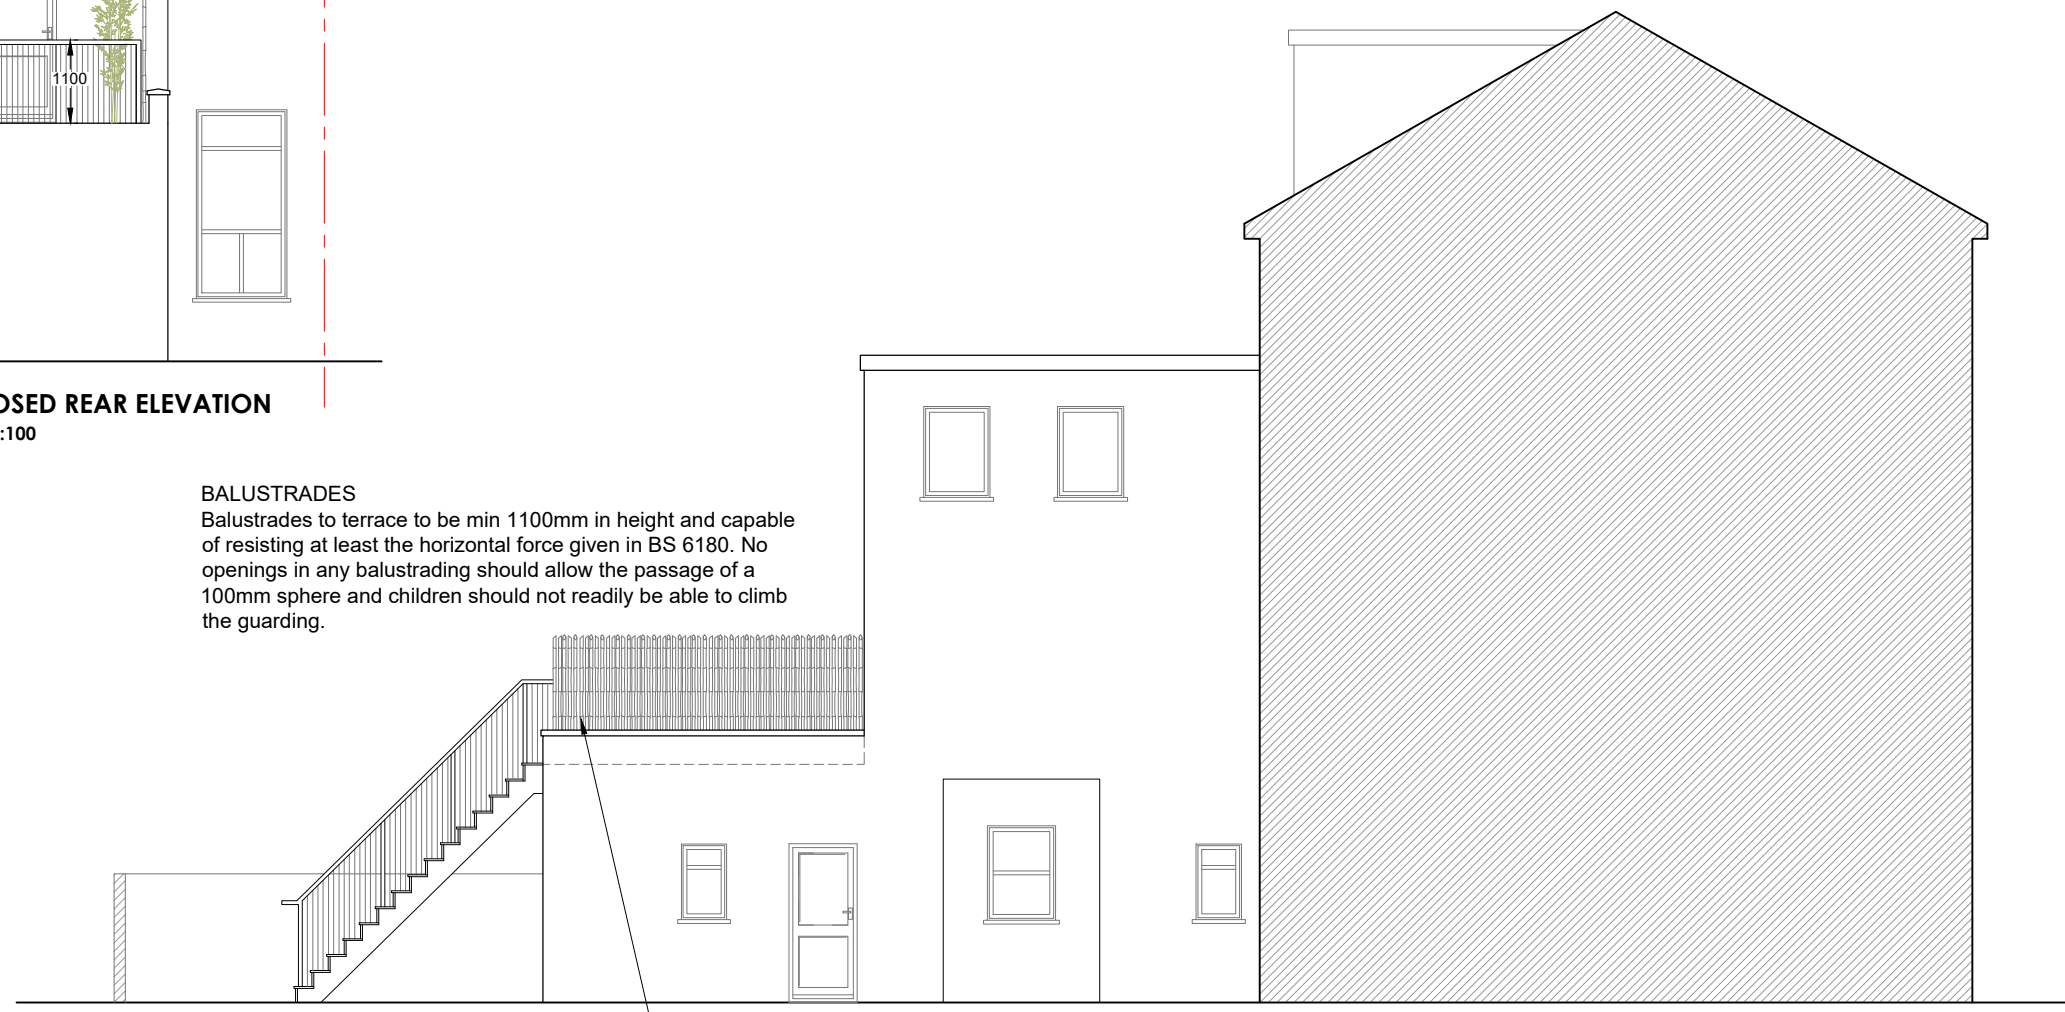 1100
OSED REAR ELEVATION
:100
BALUSTRADES
Balustrades to terrace to be min 1100mm in height and capable
of resisting at least the horizontal force given in BS 6180. No
openings in any balustrading should allow the passage of a
100mm sphere and children should not readily be able to climb
the guarding.